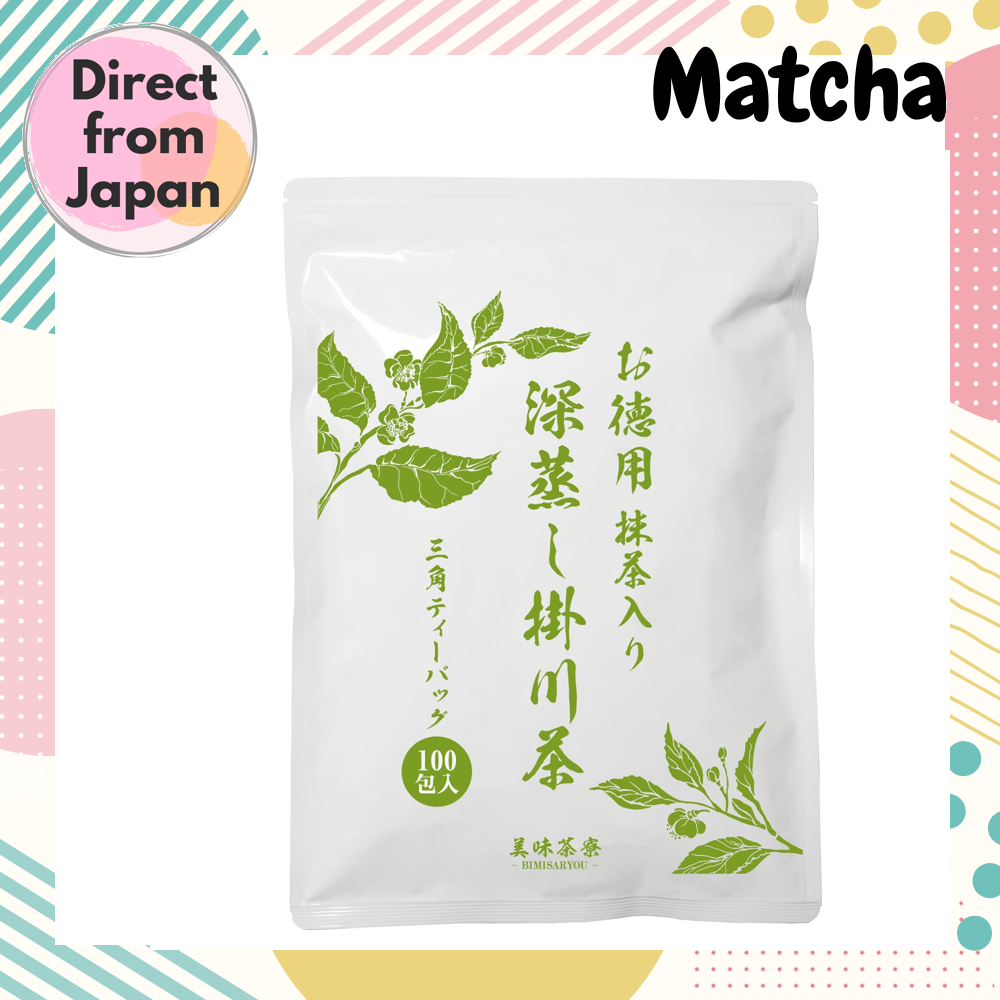 Direct
from
Japan
Matcha
お徳用 抹茶入り
深蒸し掛川茶
三角ティーバッグ
100
包入
美味茶寮
– BIMISARYOU –